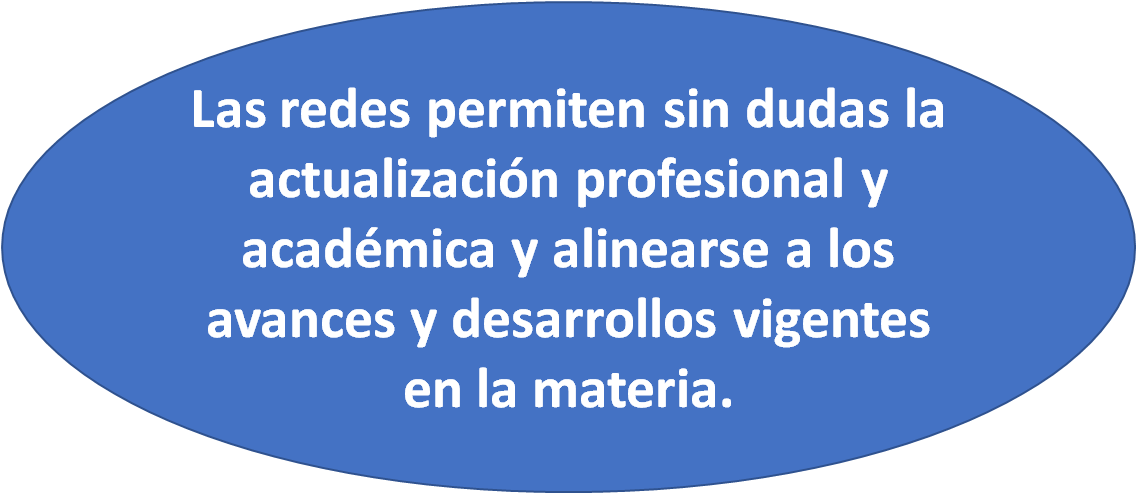 Las redes permiten sin dudas la
actualización profesional y
académica y alinearse a los
avances y desarrollos vigentes
en la materia.